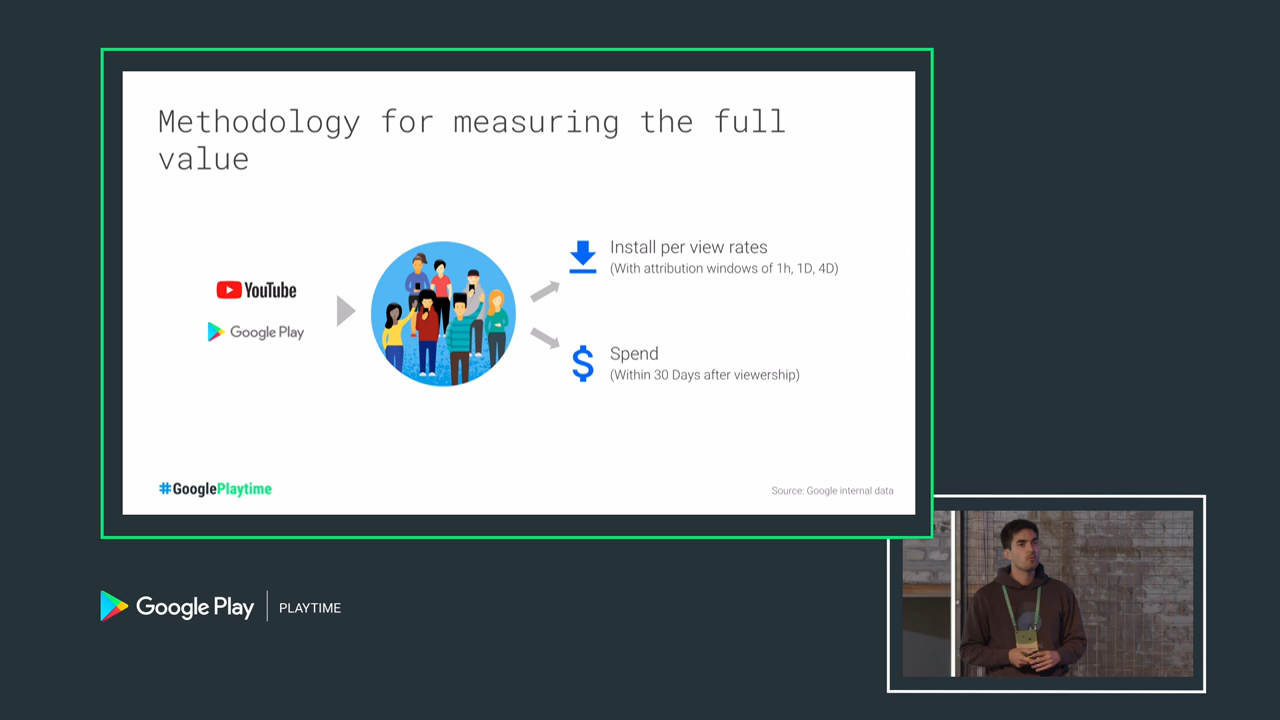 Methodology for measuring the full
value
YouTube
Google Play
Install per view rates
(With attribution windows of 1h, 1D, 4D)
Spend
(Within 30 Days after viewership)
#GooglePlaytime
Source: Google internal data
Google Play | PLAYTIME